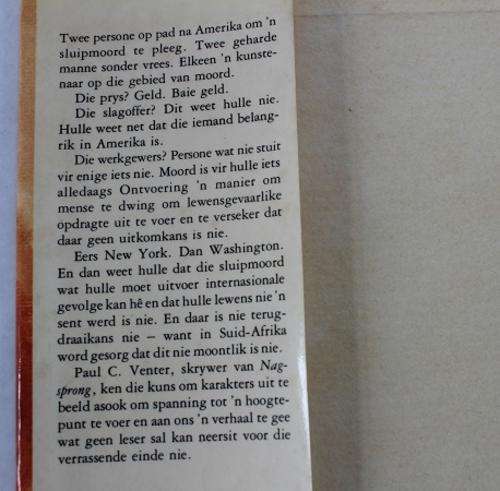 Twee persone op pad na Amerika om 'n
sluipmoord te pleeg. Twee geharde
manne sonder vrees. Elkeen 'n kunste-
naar op die gebied van moord.
Die prys? Geld. Baie geld.
Die slagoffer? Dit weet hulle nie.
Hulle weet net dat die iemand belang-
rik in Amerika is.
Die werkgewers? Persone wat nie stuit
vir enige iets nie. Moord is vir hulle iets
alledaags Ontvoering 'n manier om
mense te dwing om lewensgevaarlike
opdragte uit te voer en te verseker dat
daar geen uitkomkans is nie.
Eers New York. Dan Washington.
En dan weet hulle dat die sluipmoord
wat hulle moet uitvoer internasionale
gevolge kan hê en dat hulle lewens nie 'n
sent werd is nie. En daar is nie terug-
draaikans nie – want in Suid-Afrika
word gesorg dat dit nie moontlik is nie.
Paul C. Venter, skrywer van Nag-
sprong, ken die kuns om karakters uit te
beeld asook om spanning tot 'n hoogte-
punt te voer en aan ons 'n verhaal te gee
wat geen leser sal kan neersit voor die
verrassende einde nie.